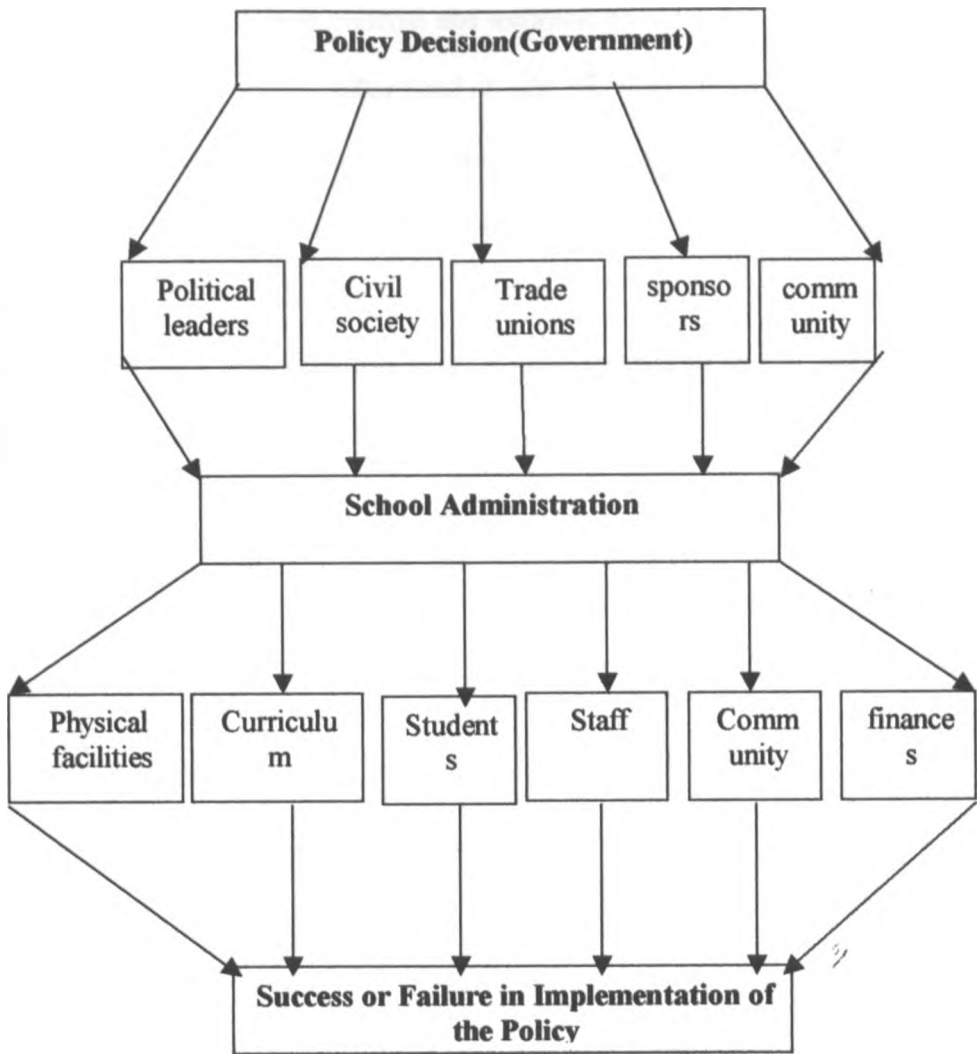 Policy Decision(Government)
Political
leaders
Civil
society
Trade
unions
sponso
rs
comm
unity
School Administration
Physical
facilities
Curriculu
m
Student
s
Staff
Comm
unity
finance
s
Success or Failure in Implementation of
the Policy